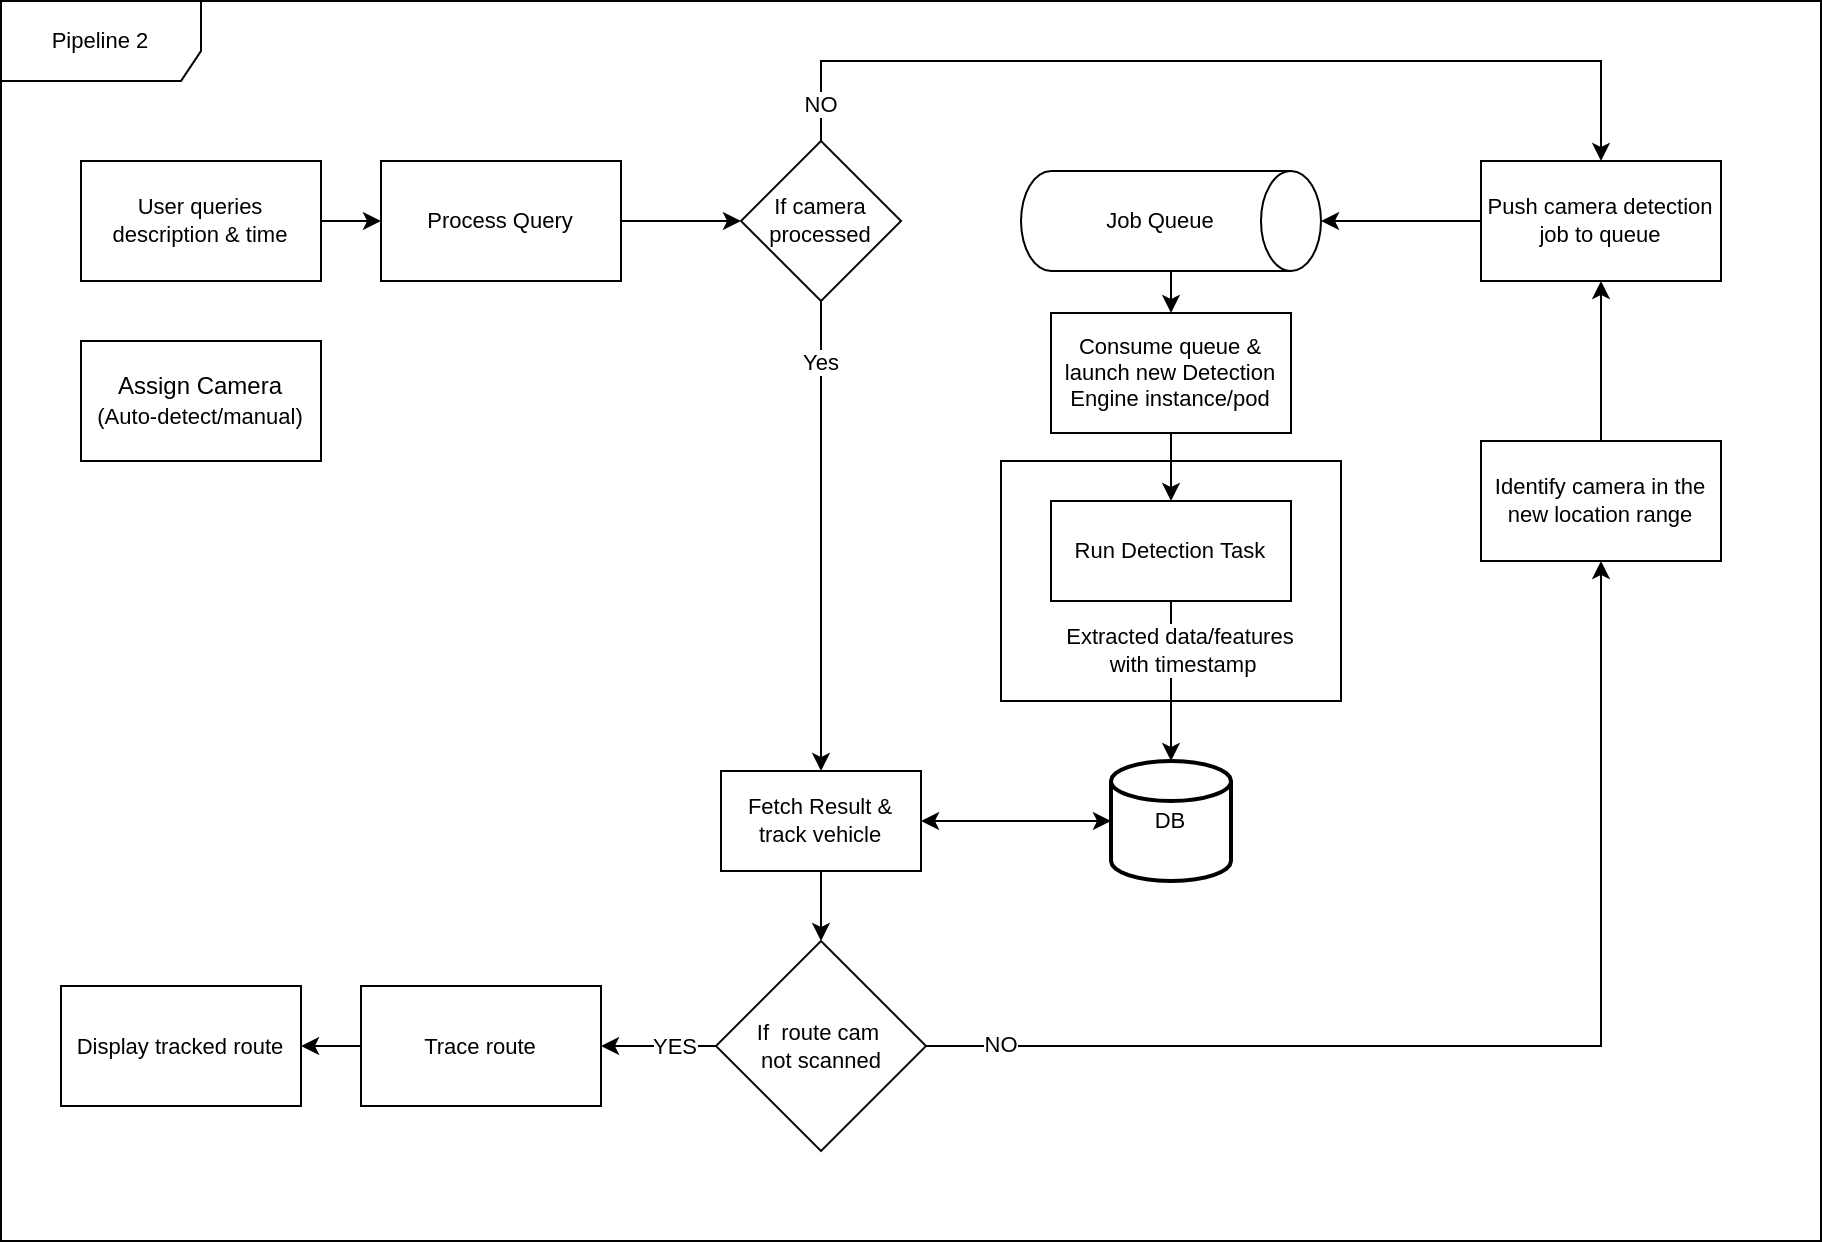 Pipeline 2
NO
User queries
description & time
Process Query
If camera
processed
Job Queue
Push camera detection
job to queue
Yes
Consume queue &
launch new Detection
Engine instance/pod
Assign Camera
(Auto-detect/manual)
Identify camera in the
new location range
Run Detection Task
Extracted data/features
with timestamp
Fetch Result &
track vehicle
DB
Display tracked route
Trace route
YES
If  route cam
not scanned
NO